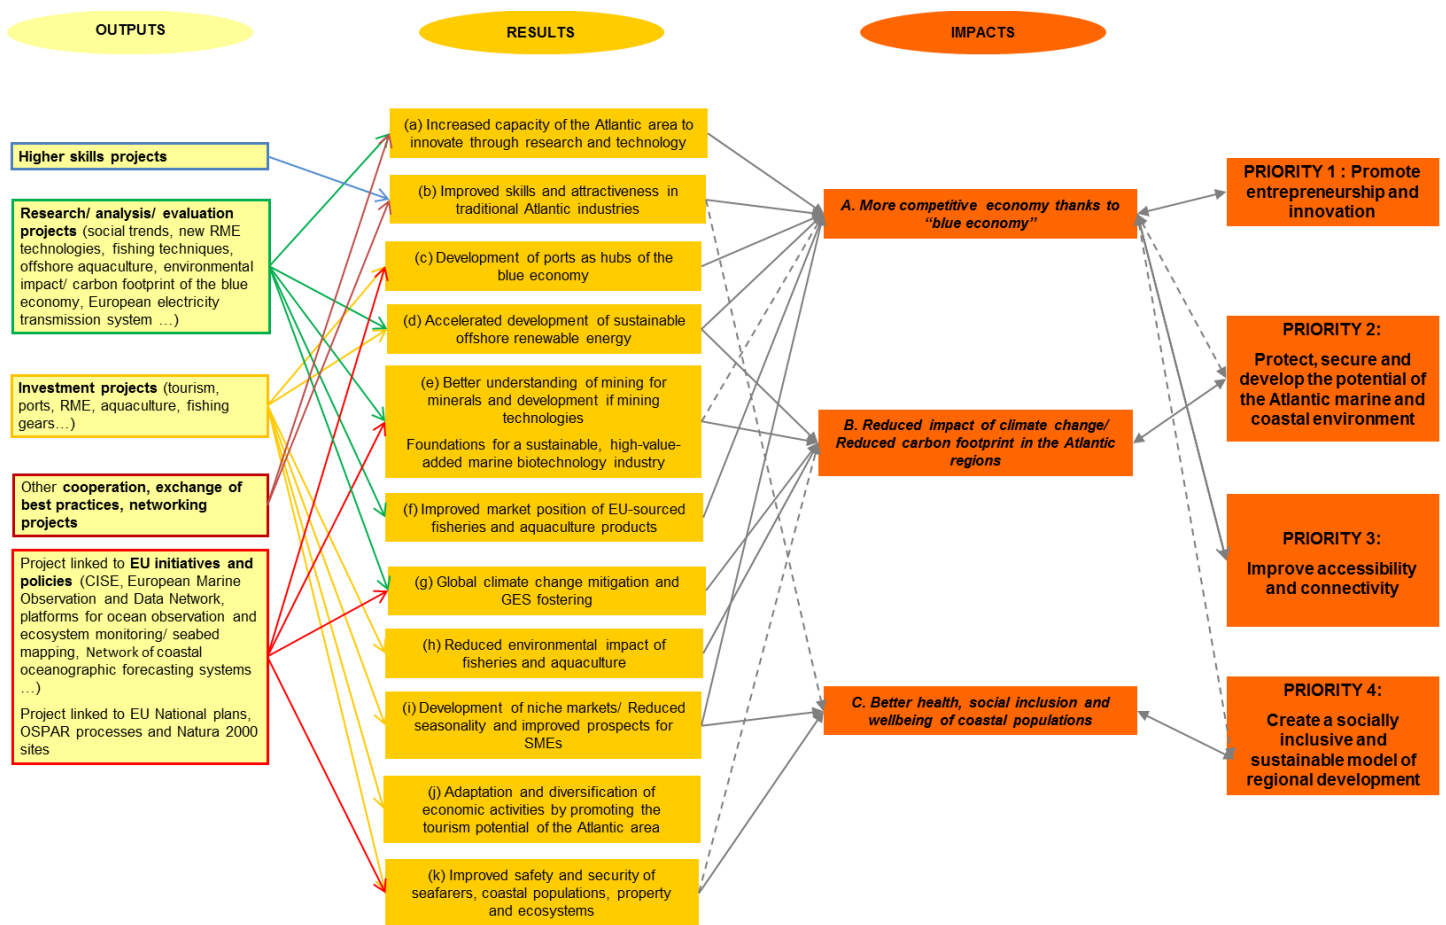 OUTPUTS
RESULTS
IMPACTS
Higher skills projects
Research/ analysis/ evaluation
projects (social trends, new RME
technologies, fishing techniques,
offshore aquaculture, environmental
impact/ carbon footprint of the blue
economy, European electricity
transmission system …)
Investment projects (tourism,
ports, RME, aquaculture, fishing
gears…)
Other cooperation, exchange of
best practices, networking
projects
Project linked to EU initiatives and
policies (CISE, European Marine
Observation and Data Network,
platforms for ocean observation and
ecosystem monitoring/ seabed
mapping, Network of coastal
oceanographic forecasting systems
…)
Project linked to EU National plans,
OSPAR processes and Natura 2000
sites
(a) Increased capacity of the Atlantic area to
innovate through research and technology
(b) Improved skills and attractiveness in
traditional Atlantic industries
(c) Development of ports as hubs of the
blue economy
(d) Accelerated development of sustainable
offshore renewable energy
(e) Better understanding of mining for
minerals and development if mining
technologies
Foundations for a sustainable, high-value-
added marine biotechnology industry
(f) Improved market position of EU-sourced
fisheries and aquaculture products
(g) Global climate change mitigation and
GES fostering
(h) Reduced environmental impact of
fisheries and aquaculture
(i) Development of niche markets/ Reduced
seasonality and improved prospects for
SMEs
(j) Adaptation and diversification of
economic activities by promoting the
tourism potential of the Atlantic area
(k) Improved safety and security of
seafarers, coastal populations, property
and ecosystems
A. More competitive economy thanks to
“blue economy”
B. Reduced impact of climate change/
Reduced carbon footprint in the Atlantic
regions
C. Better health, social inclusion and
wellbeing of coastal populations
PRIORITY 1 : Promote
entrepreneurship and
innovation
PRIORITY 2:
Protect, secure and
develop the potential of
the Atlantic marine and
coastal environment
PRIORITY 3:
Improve accessibility
and connectivity
PRIORITY 4:
Create a socially
inclusive and
sustainable model of
regional development